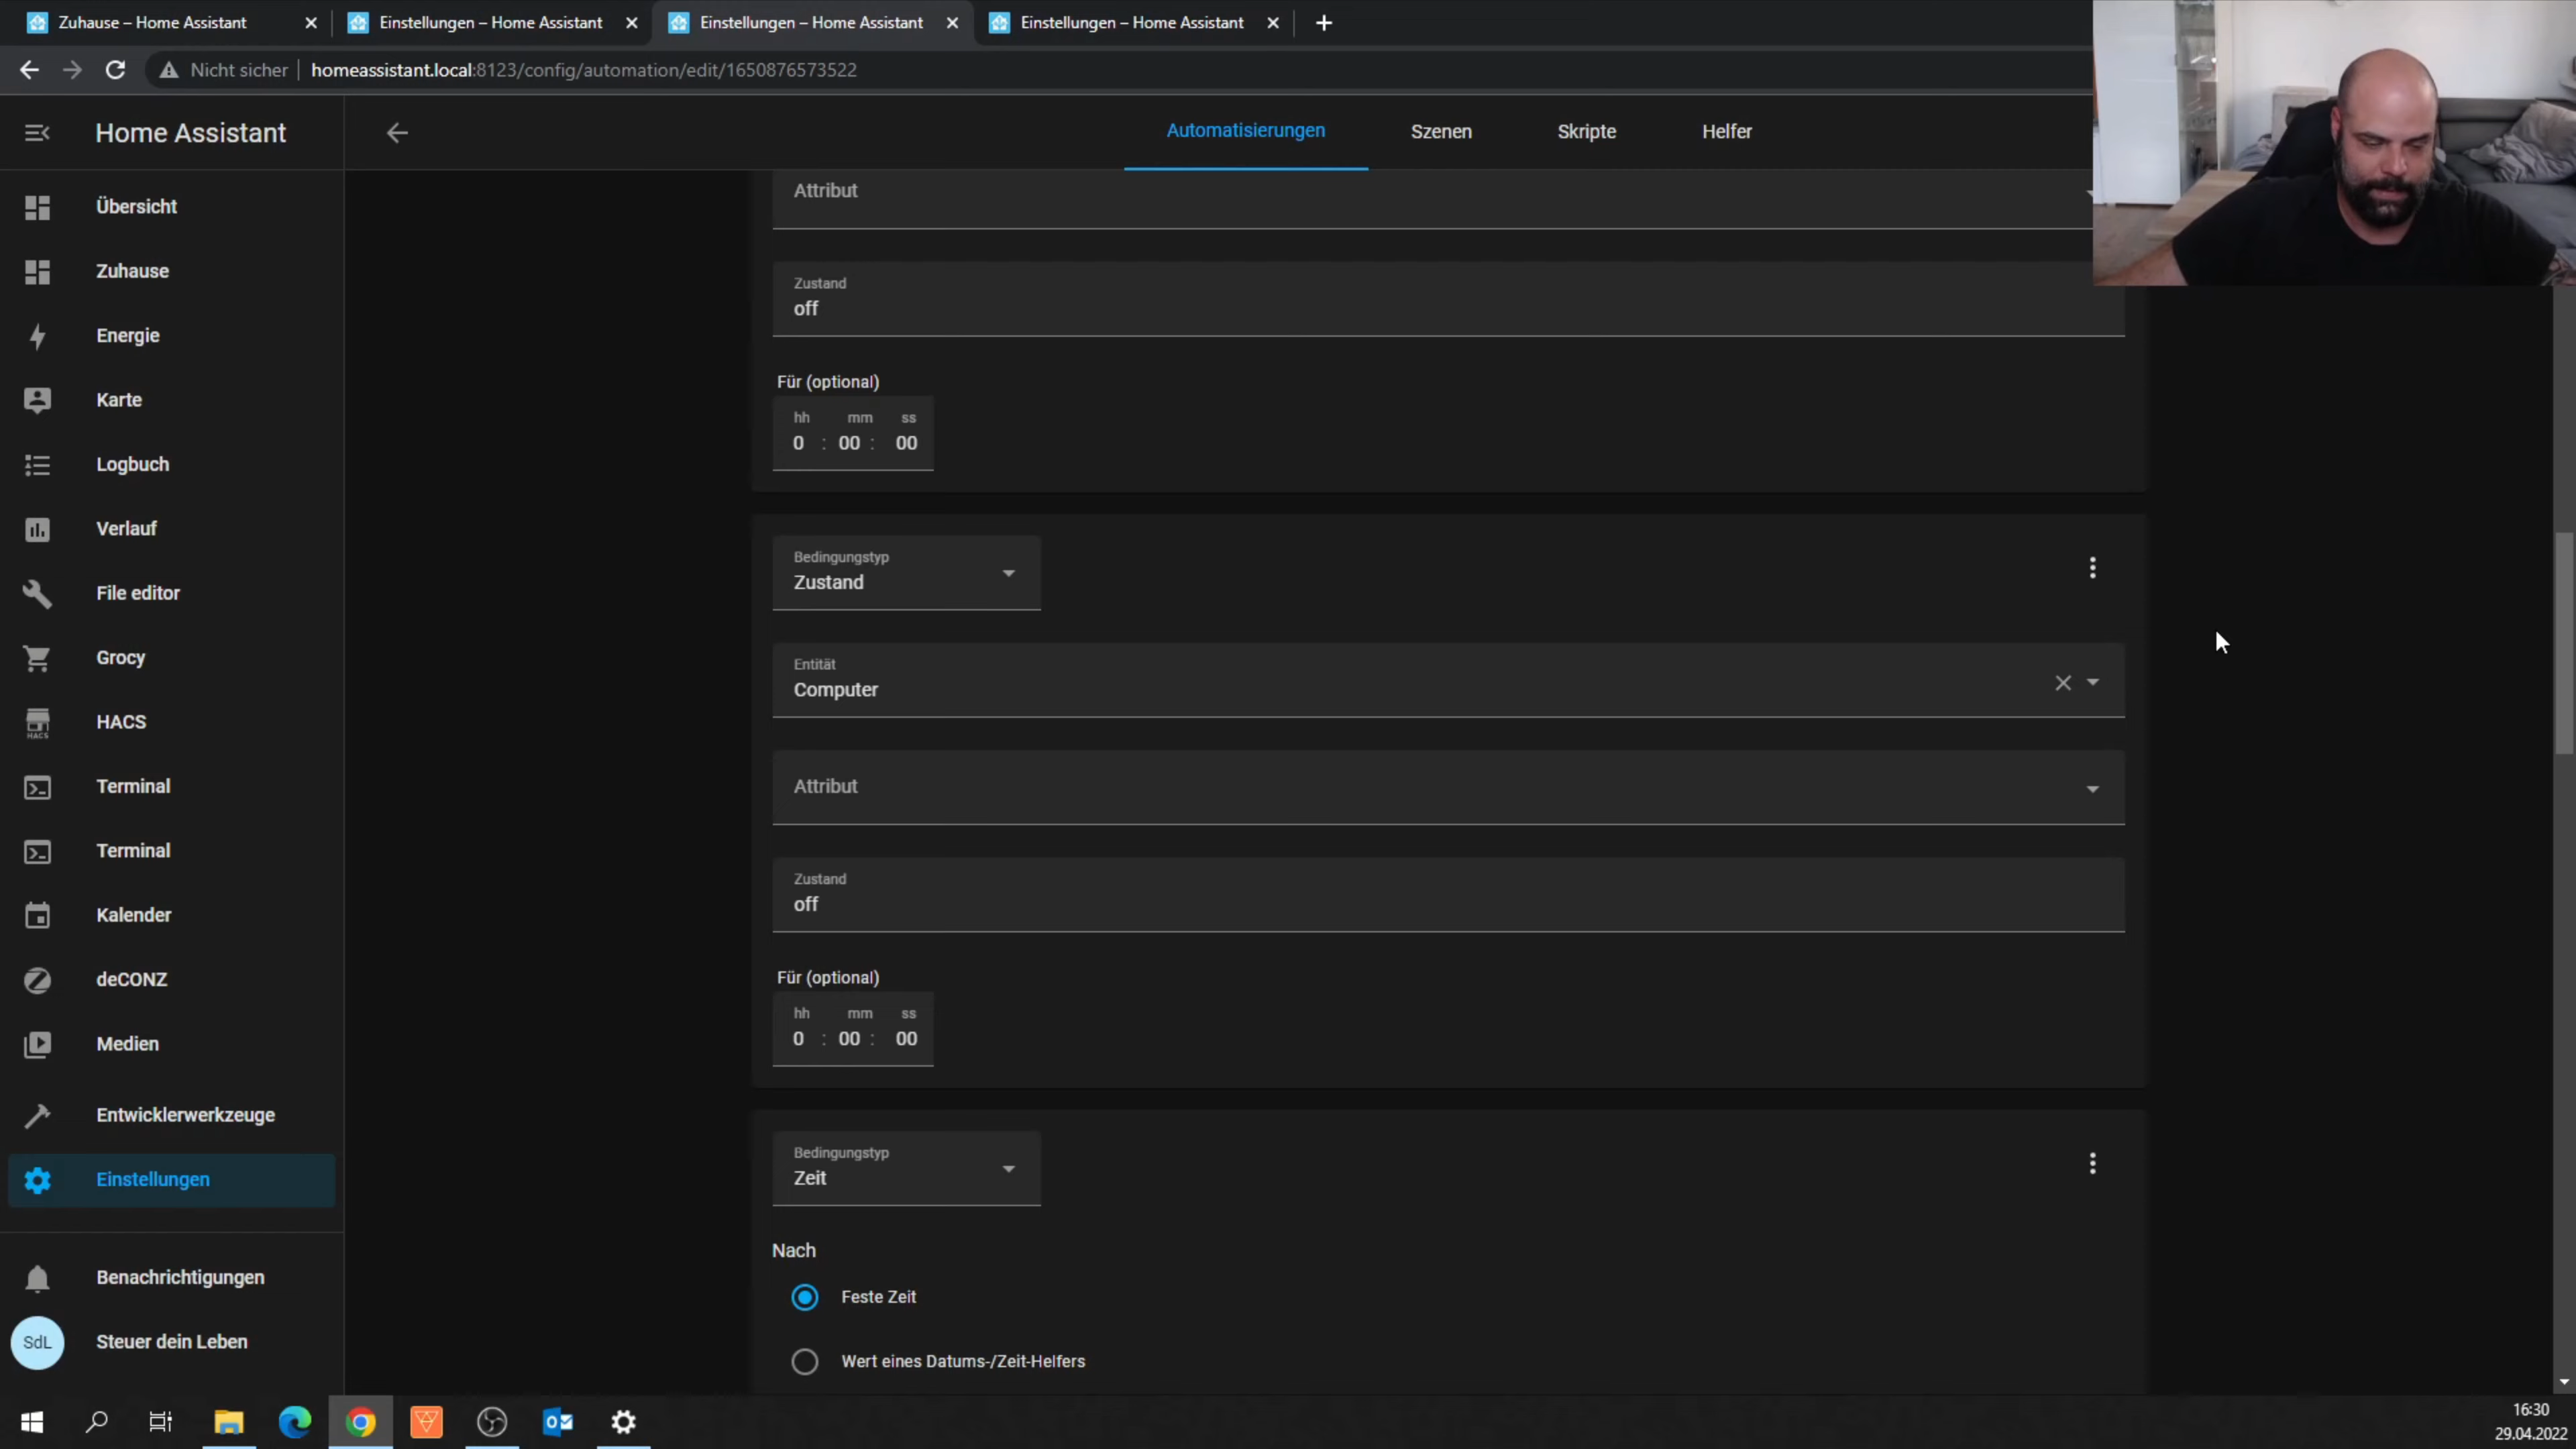 Zuhause – Home Assistant
Einstellungen – Home Assistant
Einstellungen – Home Assistant
Einstellungen – Home Assistant
Nicht sicher
homeassistant.local:8123/config/automation/edit/1650876573522
Home Assistant
Automatisierungen
Szenen
Skripte
Helfer
Übersicht
Zuhause
Energie
Karte
Logbuch
Verlauf
File editor
Grocy
HACS
HACS
Terminal
Terminal
Kalender
deCONZ
Medien
Entwicklerwerkzeuge
Einstellungen
Benachrichtigungen
SdL
Steuer dein Leben
Attribut
Zustand
off
Für (optional)
hh mm ss
0 : 00 : 00
Bedingungstyp
Zustand
Entität
Computer
Attribut
Zustand
off
Für (optional)
hh mm ss
0 : 00 : 00
Bedingungstyp
Zeit
Nach
Feste Zeit
Wert eines Datums-/Zeit-Helfers
16:30
29.04.2022